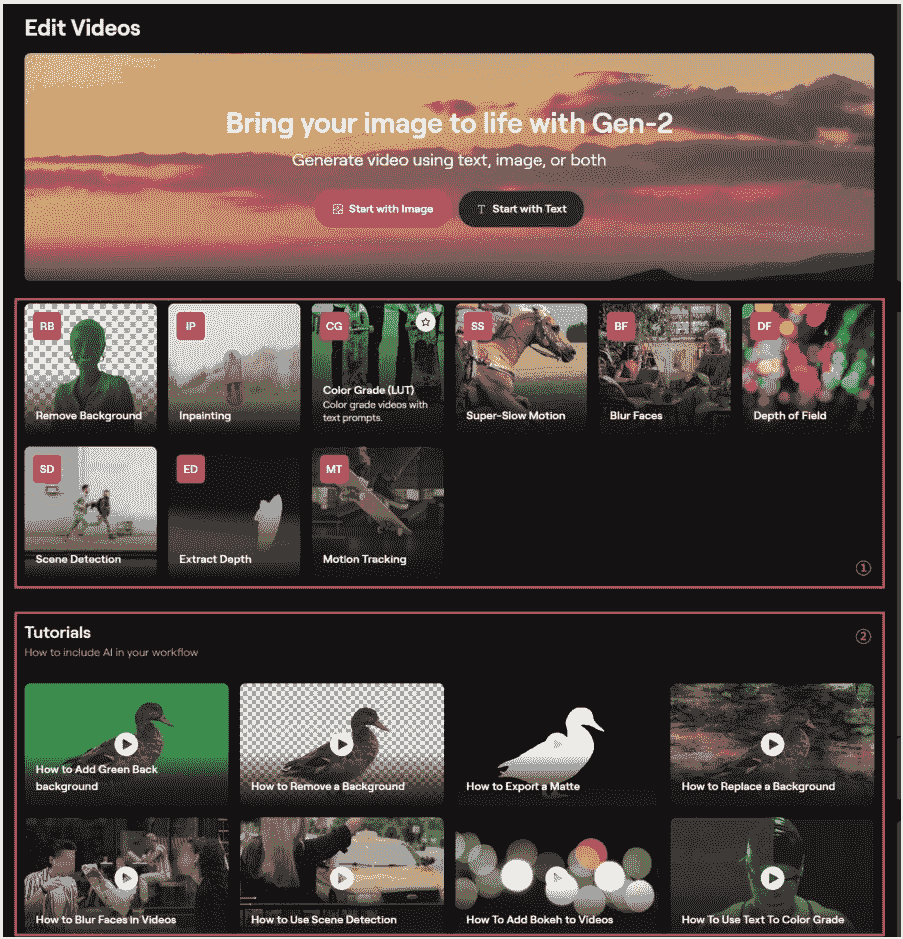 Edit Videos
Bring your image to life with Gen-2
Generate video using text, image, or both
Start with Image
Start with Text
RB
Remove Background
IP
Inpainting
CG
Color Grade (LUT)
Color grade videos with
text prompts.
SS
Super-Slow Motion
BF
Blur Faces
DF
Depth of Field
SD
Scene Detection
ED
Extract Depth
MT
Motion Tracking
①
Tutorials
②
How to include AI in your workflow
How to Add Green Back
background
How to Remove a Background
How to Export a Matte
How to Replace a Background
How to Blur Faces in Videos
How to Use Scene Detection
How To Add Bokeh to Videos
How To Use Text To Color Grade